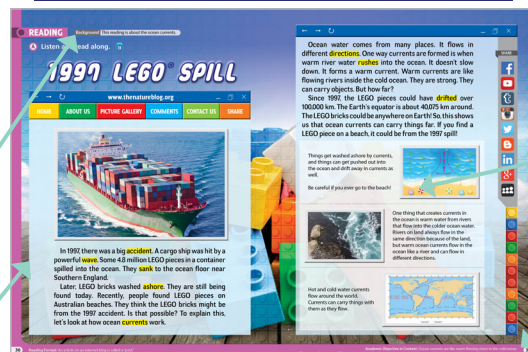 READING
Background This reading is about the ocean currents.
A Listen and read along.
1997 LEGO® SPILL
www.thenatureblog.org
HOME ABOUT US PICTURE GALLERY COMMENTS CONTACT US SHARE
In 1997, there was a big accident. A cargo ship was hit by a
powerful wave. Some 4.8 million LEGO pieces in a container
spilled into the ocean. They sank to the ocean floor near
Southern England.
Later, LEGO bricks washed ashore. They are still being
found today. Recently, people found LEGO pieces on
Australian beaches. They think the LEGO bricks might be
from the 1997 accident. Is that possible? To explain this,
let's look at how ocean currents work.
Ocean water comes from many places. It flows in
different directions. One way currents are formed is when
warm river water rushes into the ocean. It doesn't slow
down. It forms a warm current. Warm currents are like
flowing rivers inside the cold ocean. They are strong. They
can carry objects. But how far?
Since 1997, the LEGO pieces could have drifted over
100,000 km. The Earth's equator is about 40,075 km around.
The LEGO bricks could be anywhere on Earth! So, this shows
us that ocean currents can carry things far. If you find a
LEGO piece on a beach, it could be from the 1997 spill!
Things get washed ashore by currents,
and things can get pushed out into
the ocean and drift away in currents as
well.
Be careful if you ever go to the beach!
One thing that creates currents in
the ocean is warm water from rivers
that flow into the colder ocean water.
Rivers on land always flow in the
same direction because of the land,
but warm ocean currents flow in the
ocean like a river and can flow in
different directions.
Hot and cold water currents
flow around the world.
Currents can carry things with
them as they flow.
SHARE
f
t
B
in
g+